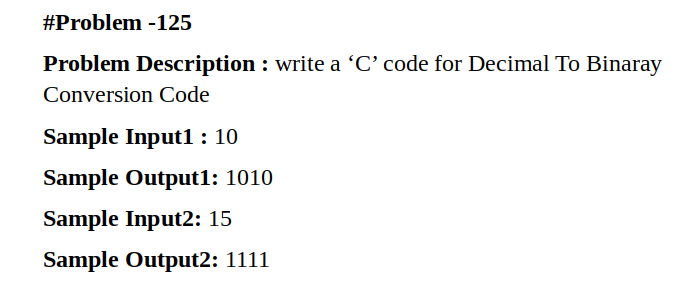 #Problem -125
Problem Description : write a ‘C’ code for Decimal To Binaray
Conversion Code
Sample Input1 : 10
Sample Output1: 1010
Sample Input2: 15
Sample Output2: 1111